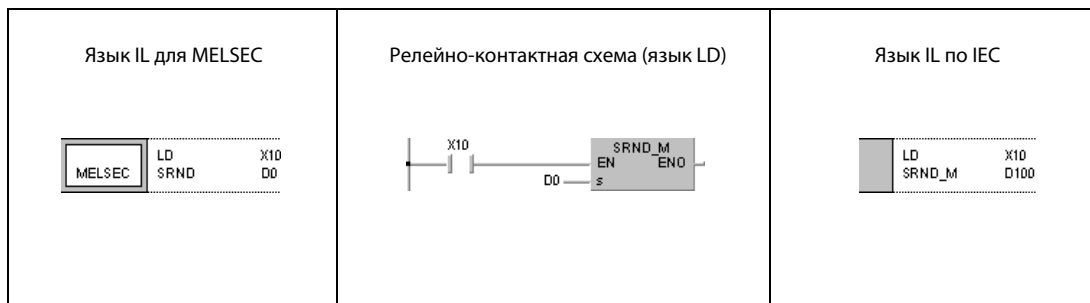 Язык IL для MELSEC
Релейно-контактная схема (язык LD)
Язык IL по IEC
MELSEC
LD X10
SRND D0
X10
SRND_M
EN ENO
D0 s
LD X10
SRND_M D100